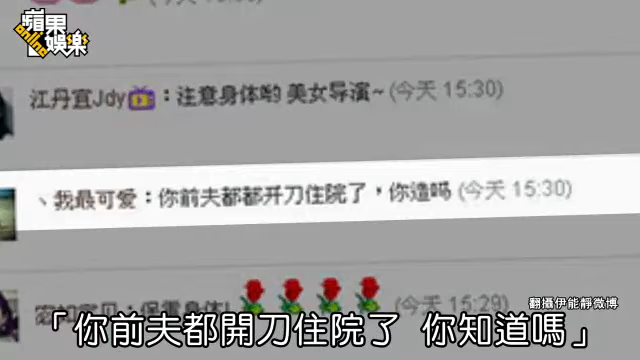 蘋果
online
娛樂
江丹宜Jdy：注意身体哟 美女导演~ (今天 15:30)
丶我最可爱：你前夫都都开刀住院了，你造吗 (今天 15:30)
保重身体! (今天 15:29)
翻攝伊能靜微博
「你前夫都開刀住院了 你知道嗎」